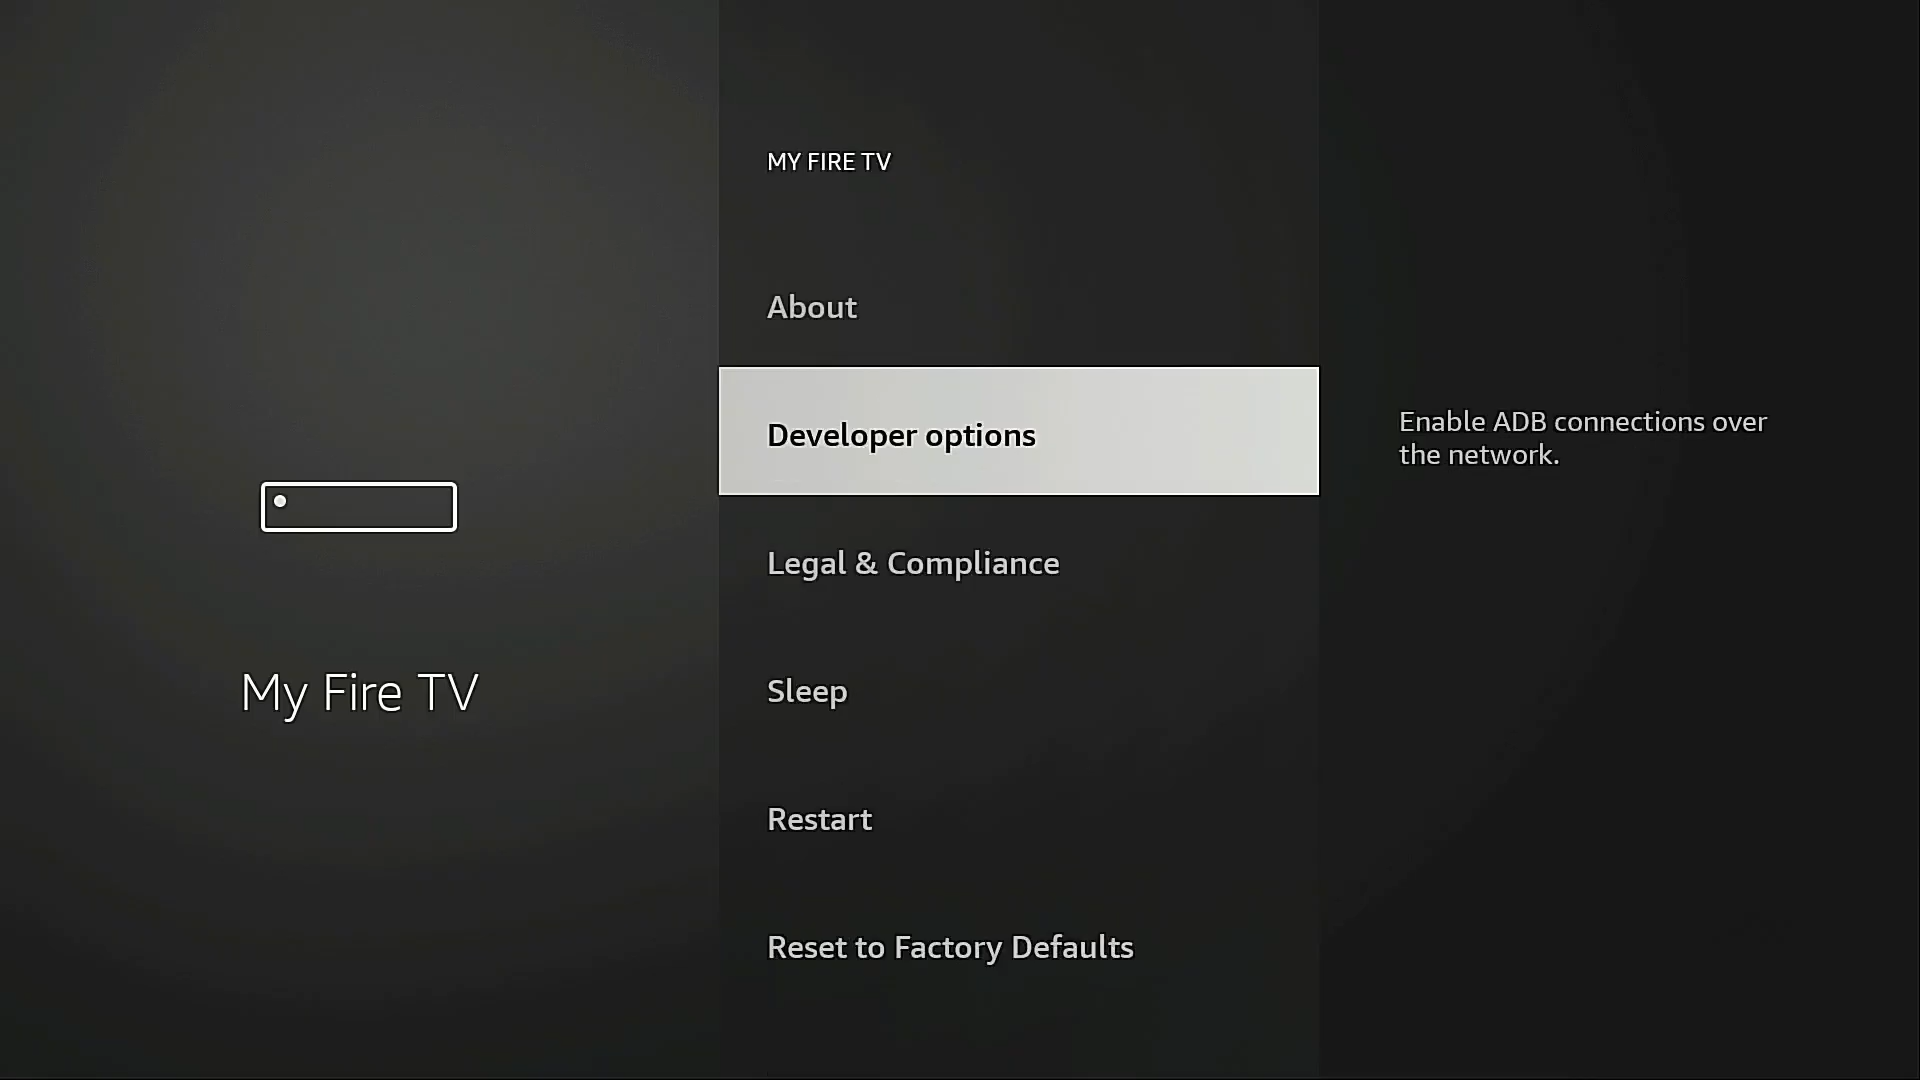 MY FIRE TV
About
Developer options
Enable ADB connections over
the network.
Legal & Compliance
My Fire TV
Sleep
Restart
Reset to Factory Defaults